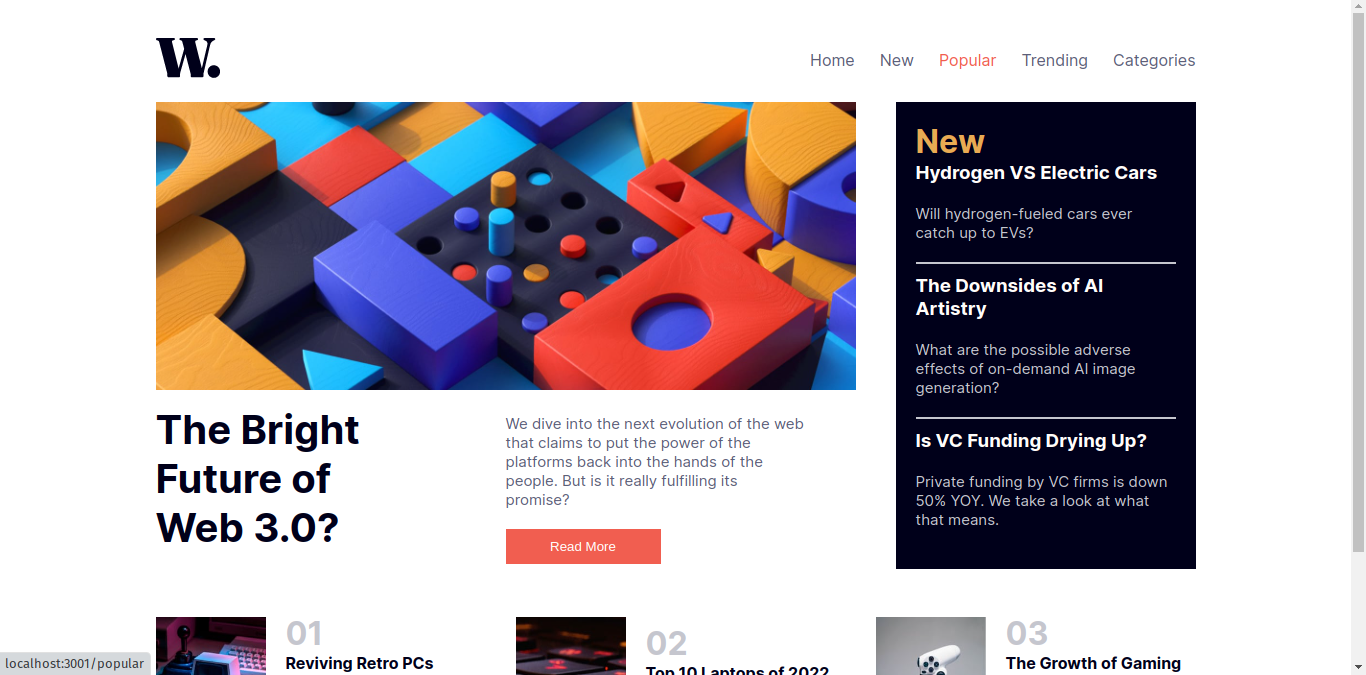 W.
Home New Popular Trending Categories
The Bright
Future of
Web 3.0?
We dive into the next evolution of the web
that claims to put the power of the
platforms back into the hands of the
people. But is it really fulfilling its
promise?
Read More
New
Hydrogen VS Electric Cars
Will hydrogen-fueled cars ever
catch up to EVs?
The Downsides of AI
Artistry
What are the possible adverse
effects of on-demand AI image
generation?
Is VC Funding Drying Up?
Private funding by VC firms is down
50% YOY. We take a look at what
that means.
01
Reviving Retro PCs
02
Top 10 Laptops of 2022
03
The Growth of Gaming
localhost:3001/popular